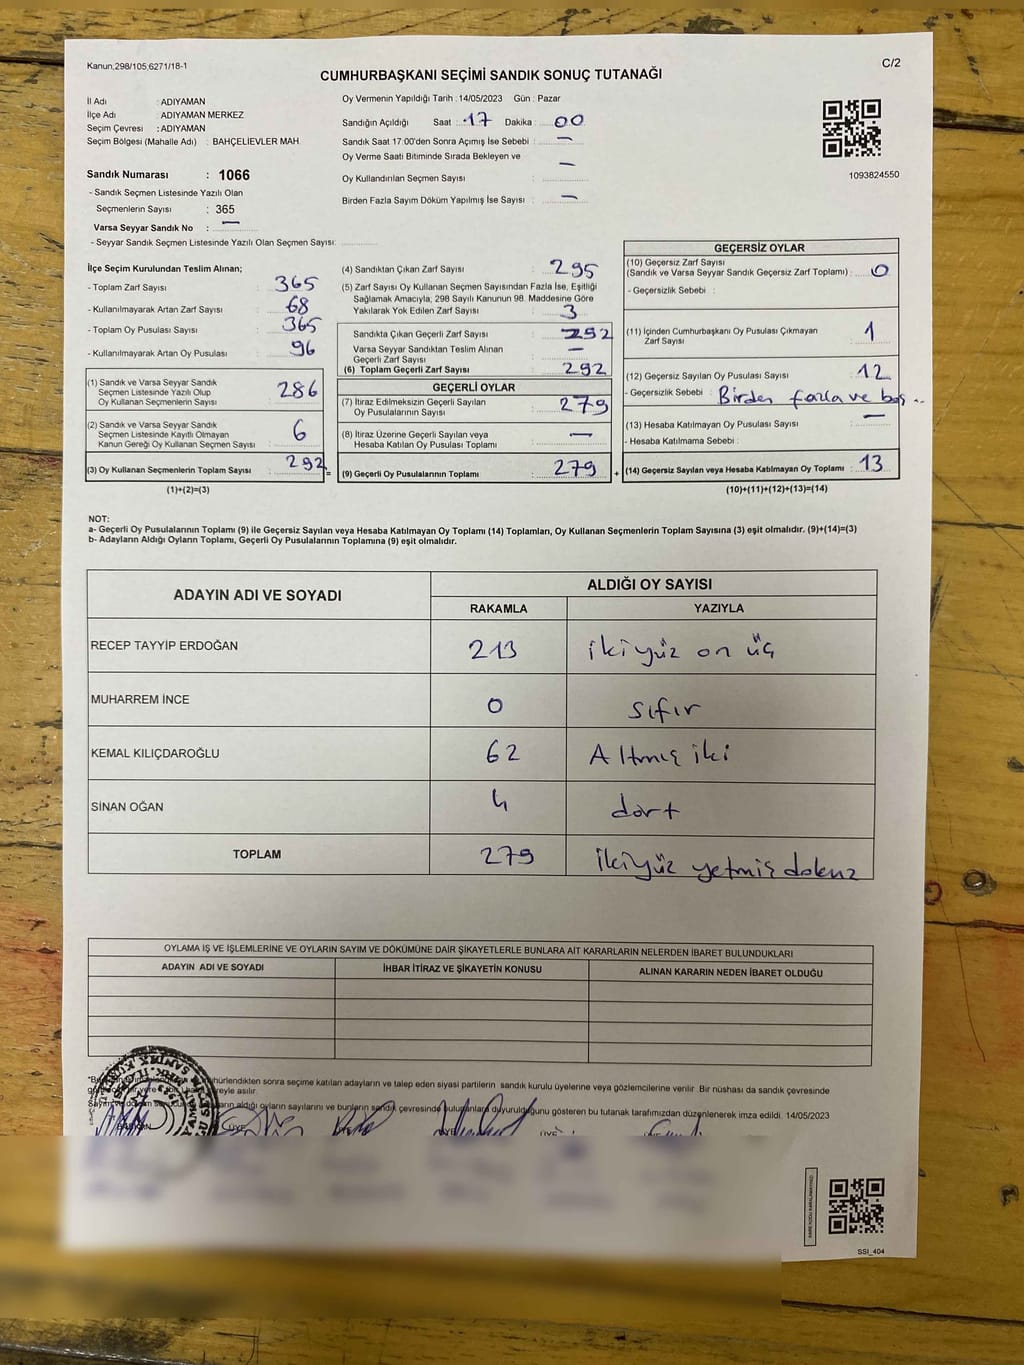 Kanun,298/105,6271/18-1
C/2
CUMHURBAŞKANI SEÇİMİ SANDIK SONUÇ TUTANAĞI
İl Adı : ADIYAMAN
İlçe Adı : ADIYAMAN MERKEZ
Seçim Çevresi : ADIYAMAN
Seçim Bölgesi (Mahalle Adı) : BAHÇELİEVLER MAH
Sandık Numarası : 1066
- Sandık Seçmen Listesinde Yazılı Olan
Seçmenlerin Sayısı : 365
Varsa Seyyar Sandık No : —
- Seyyar Sandık Seçmen Listesinde Yazılı Olan Seçmen Sayısı:
Oy Vermenin Yapıldığı Tarih : 14/05/2023 Gün : Pazar
Sandığın Açıldığı Saat : 17 Dakika : 00
Sandık Saat 17:00'den Sonra Açımış İse Sebebi : —
Oy Verme Saati Bitiminde Sırada Bekleyen ve —
Oy Kullandırılan Seçmen Sayısı :
Birden Fazla Sayım Döküm Yapılmış İse Sayısı : —
1093824550
İlçe Seçim Kurulundan Teslim Alınan;
- Toplam Zarf Sayısı : 365
- Kullanılmayarak Artan Zarf Sayısı : 68
- Toplam Oy Pusulası Sayısı : 365
- Kullanılmayarak Artan Oy Pusulası : 96
(1) Sandık ve Varsa Seyyar Sandık
Seçmen Listesinde Yazılı Olup
Oy Kullanan Seçmenlerin Sayısı : 286
(2) Sandık ve Varsa Seyyar Sandık
Seçmen Listesinde Kayıtlı Olmayan
Kanun Gereği Oy Kullanan Seçmen Sayısı : 6
(3) Oy Kullanan Seçmenlerin Toplam Sayısı : 292
(1)+(2)=(3)
(4) Sandıktan Çıkan Zarf Sayısı : 295
(5) Zarf Sayısı Oy Kullanan Seçmen Sayısından Fazla İse, Eşitliği
Sağlamak Amacıyla, 298 Sayılı Kanunun 98. Maddesine Göre
Yakılarak Yok Edilen Zarf Sayısı : 3
Sandıkta Çıkan Geçerli Zarf Sayısı : 292
Varsa Seyyar Sandıktan Teslim Alınan
Geçerli Zarf Sayısı : —
(6) Toplam Geçerli Zarf Sayısı : 292
GEÇERLİ OYLAR
(7) İtiraz Edilmeksizin Geçerli Sayılan
Oy Pusulalarının Sayısı : 279
(8) İtiraz Üzerine Geçerli Sayılan veya
Hesaba Katılan Oy Pusulası Toplamı : —
= (9) Geçerli Oy Pusulalarının Toplamı : 279
GEÇERSİZ OYLAR
(10) Geçersiz Zarf Sayısı
(Sandık ve Varsa Seyyar Sandık Geçersiz Zarf Toplamı) : 0
- Geçersizlik Sebebi :
(11) İçinden Cumhurbaşkanı Oy Pusulası Çıkmayan
Zarf Sayısı : 1
(12) Geçersiz Sayılan Oy Pusulası Sayısı : 12
- Geçersizlik Sebebi : Birden fazla ve boş ..
(13) Hesaba Katılmayan Oy Pusulası Sayısı : —
- Hesaba Katılmama Sebebi :
+ (14) Geçersiz Sayılan veya Hesaba Katılmayan Oy Toplamı : 13
(10)+(11)+(12)+(13)=(14)
NOT:
a- Geçerli Oy Pusulalarının Toplamı (9) ile Geçersiz Sayılan veya Hesaba Katılmayan Oy Toplamı (14) Toplamları, Oy Kullanan Seçmenlerin Toplam Sayısına (3) eşit olmalıdır. (9)+(14)=(3)
b- Adayların Aldığı Oyların Toplamı, Geçerli Oy Pusulalarının Toplamına (9) eşit olmalıdır.
ADAYIN ADI VE SOYADI ALDIĞI OY SAYISI
RAKAMLA YAZIYLA
RECEP TAYYİP ERDOĞAN 213 ikiyüz on üç
MUHARREM İNCE 0 sıfır
KEMAL KILIÇDAROĞLU 62 Altmış iki
SİNAN OĞAN 4 dört
TOPLAM 279 ikiyüz yetmiş dokuz
OYLAMA İŞ VE İŞLEMLERİNE VE OYLARIN SAYIM VE DÖKÜMÜNE DAİR ŞİKAYETLERLE BUNLARA AİT KARARLARIN NELERDEN İBARET BULUNDUKLARI
ADAYIN ADI VE SOYADI İHBAR İTİRAZ VE ŞİKAYETİN KONUSU ALINAN KARARIN NEDEN İBARET OLDUĞU
mühürlendikten sonra seçime katılan adayların ve talep eden siyasi partilerin sandık kurulu üyelerine veya gözlemcilerine verilir. Bir nüshası da sandık çevresinde
asılır.
aldığı oyların sayılarını ve bunların sandık çevresinde bulunanlara duyurulduğunu gösteren bu tutanak tarafımızdan düzenlenerek imza edildi. 14/05/2023
ÜYE
SSI_404